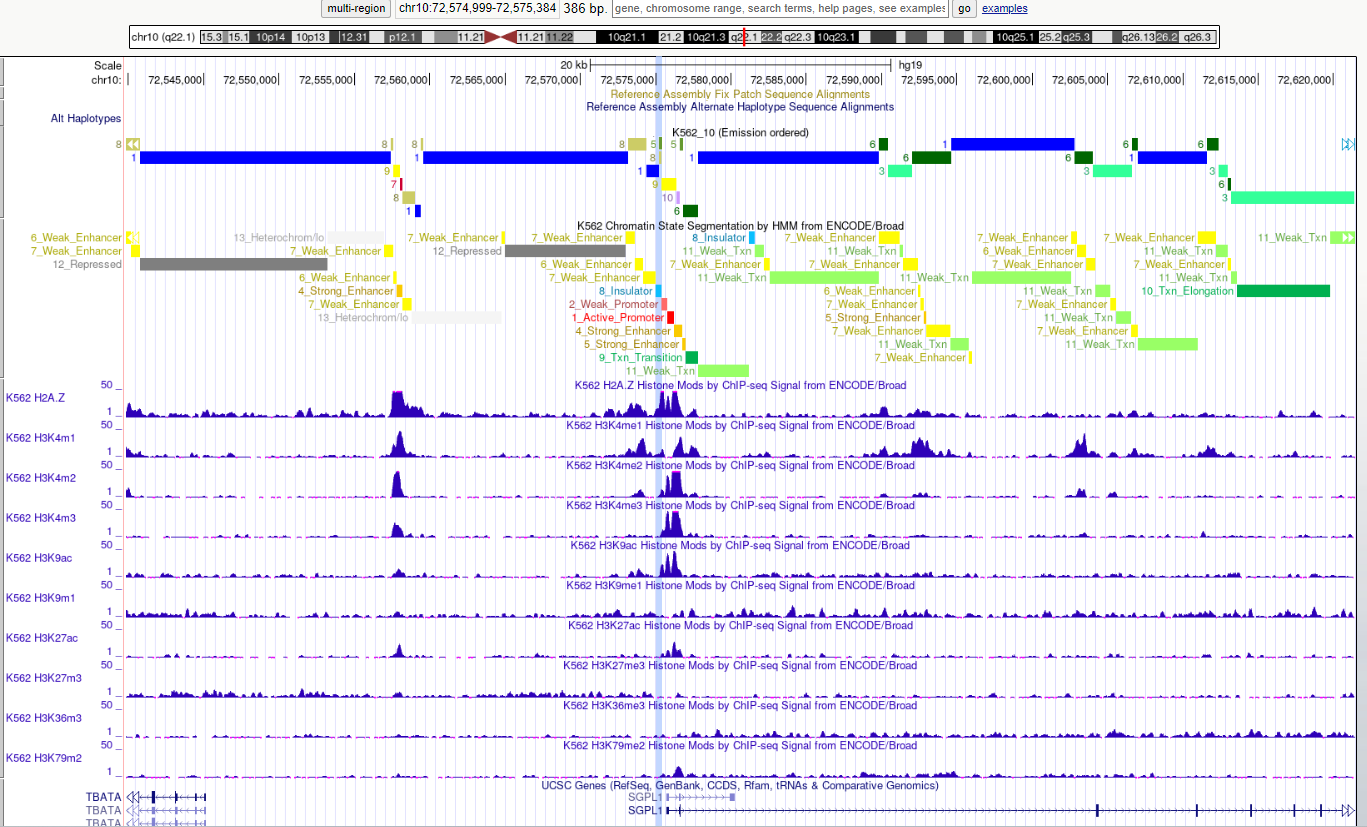 multi-region chr10:72,574,999-72,575,384 386 bp. gene, chromosome range, search terms, help pages, see examples go examples
chr10 (q22.1) 15.3 15.1 10p14 10p13 12.31 p12.1 11.21 11.21 11.22 10q21.1 21.2 10q21.3 q22.1 22.2 q22.3 10q23.1 10q25.1 25.2 q25.3 q26.13 26.2 q26.3
Scale 20 kb hg19
chr10: 72,545,000 72,550,000 72,555,000 72,560,000 72,565,000 72,570,000 72,575,000 72,580,000 72,585,000 72,590,000 72,595,000 72,600,000 72,605,000 72,610,000 72,615,000 72,620,000
Reference Assembly Fix Patch Sequence Alignments
Reference Assembly Alternate Haplotype Sequence Alignments
Alt Haplotypes
K562_10 (Emission ordered)
8 8 8 8 5 5 6 1 6 6
1 1 8 1 6 6 1
9 1 3 3 3
7 9 6
8 10 3
1 6
K562 Chromatin State Segmentation by HMM from ENCODE/Broad
6_Weak_Enhancer 13_Heterochrom/lo 7_Weak_Enhancer 7_Weak_Enhancer 8_Insulator 7_Weak_Enhancer 6_Weak_Enhancer 7_Weak_Enhancer 11_Weak_Txn
7_Weak_Enhancer 7_Weak_Enhancer 12_Repressed 11_Weak_Txn 11_Weak_Txn 6_Weak_Enhancer 11_Weak_Txn
12_Repressed 6_Weak_Enhancer 7_Weak_Enhancer 7_Weak_Enhancer 6_Weak_Enhancer 7_Weak_Enhancer
6_Weak_Enhancer 7_Weak_Enhancer 11_Weak_Txn 11_Weak_Txn 11_Weak_Txn
4_Strong_Enhancer 8_Insulator 6_Weak_Enhancer 11_Weak_Txn 10_Txn_Elongation
7_Weak_Enhancer 2_Weak_Promoter 7_Weak_Enhancer 7_Weak_Enhancer
13_Heterochrom/lo 1_Active_Promoter 5_Strong_Enhancer 11_Weak_Txn
4_Strong_Enhancer 7_Weak_Enhancer 7_Weak_Enhancer
5_Strong_Enhancer 11_Weak_Txn 11_Weak_Txn
9_Txn_Transition 7_Weak_Enhancer
11_Weak_Txn
50 _ K562 H2A.Z Histone Mods by ChIP-seq Signal from ENCODE/Broad
K562 H2A.Z
1 _
50 _ K562 H3K4me1 Histone Mods by ChIP-seq Signal from ENCODE/Broad
K562 H3K4m1
1 _
50 _ K562 H3K4me2 Histone Mods by ChIP-seq Signal from ENCODE/Broad
K562 H3K4m2
1 _
50 _ K562 H3K4me3 Histone Mods by ChIP-seq Signal from ENCODE/Broad
K562 H3K4m3
1 _
50 _ K562 H3K9ac Histone Mods by ChIP-seq Signal from ENCODE/Broad
K562 H3K9ac
1 _
50 _ K562 H3K9me1 Histone Mods by ChIP-seq Signal from ENCODE/Broad
K562 H3K9m1
1 _
50 _ K562 H3K27ac Histone Mods by ChIP-seq Signal from ENCODE/Broad
K562 H3K27ac
1 _
50 _ K562 H3K27me3 Histone Mods by ChIP-seq Signal from ENCODE/Broad
K562 H3K27m3
1 _
50 _ K562 H3K36me3 Histone Mods by ChIP-seq Signal from ENCODE/Broad
K562 H3K36m3
1 _
50 _ K562 H3K79me2 Histone Mods by ChIP-seq Signal from ENCODE/Broad
K562 H3K79m2
1 _
UCSC Genes (RefSeq, GenBank, CCDS, Rfam, tRNAs & Comparative Genomics)
TBATA SGPL1
TBATA SGPL1
TBATA